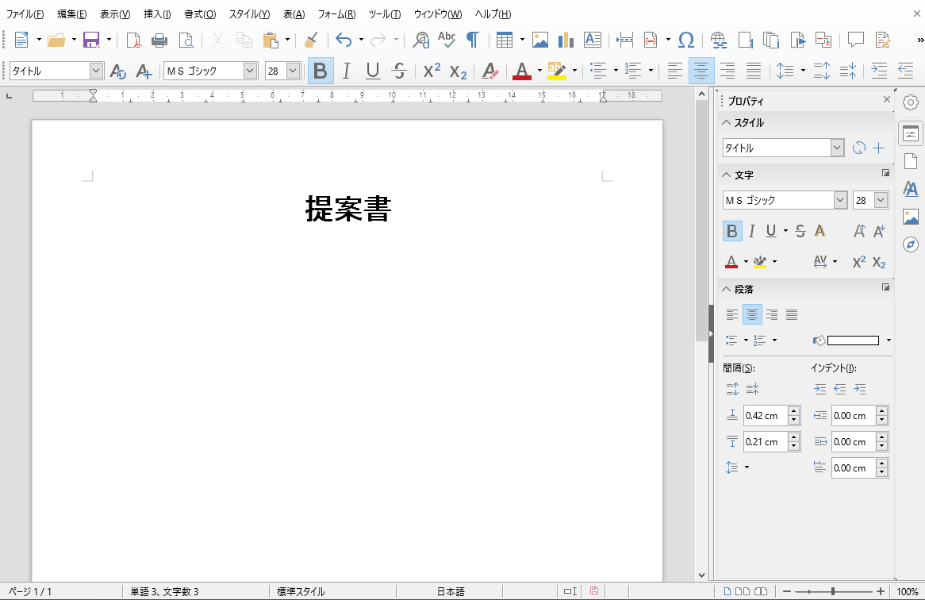 ファイル(F) 編集(E) 表示(V) 挿入(I) 書式(O) スタイル(Y) 表(A) フォーム(R) ツール(T) ウィンドウ(W) ヘルプ(H)
タイトル MS ゴシック 28
1 1 2 3 4 5 6 7 8 9 10 11 12 13 14 15 16 17 18
提案書
プロパティ
スタイル
タイトル
文字
MS ゴシック 28
段落
間隔(S): インデント(I):
0.42 cm 0.00 cm
0.21 cm 0.00 cm
0.00 cm
ページ 1 / 1 単語 3、文字数 3 標準スタイル 日本語 100%